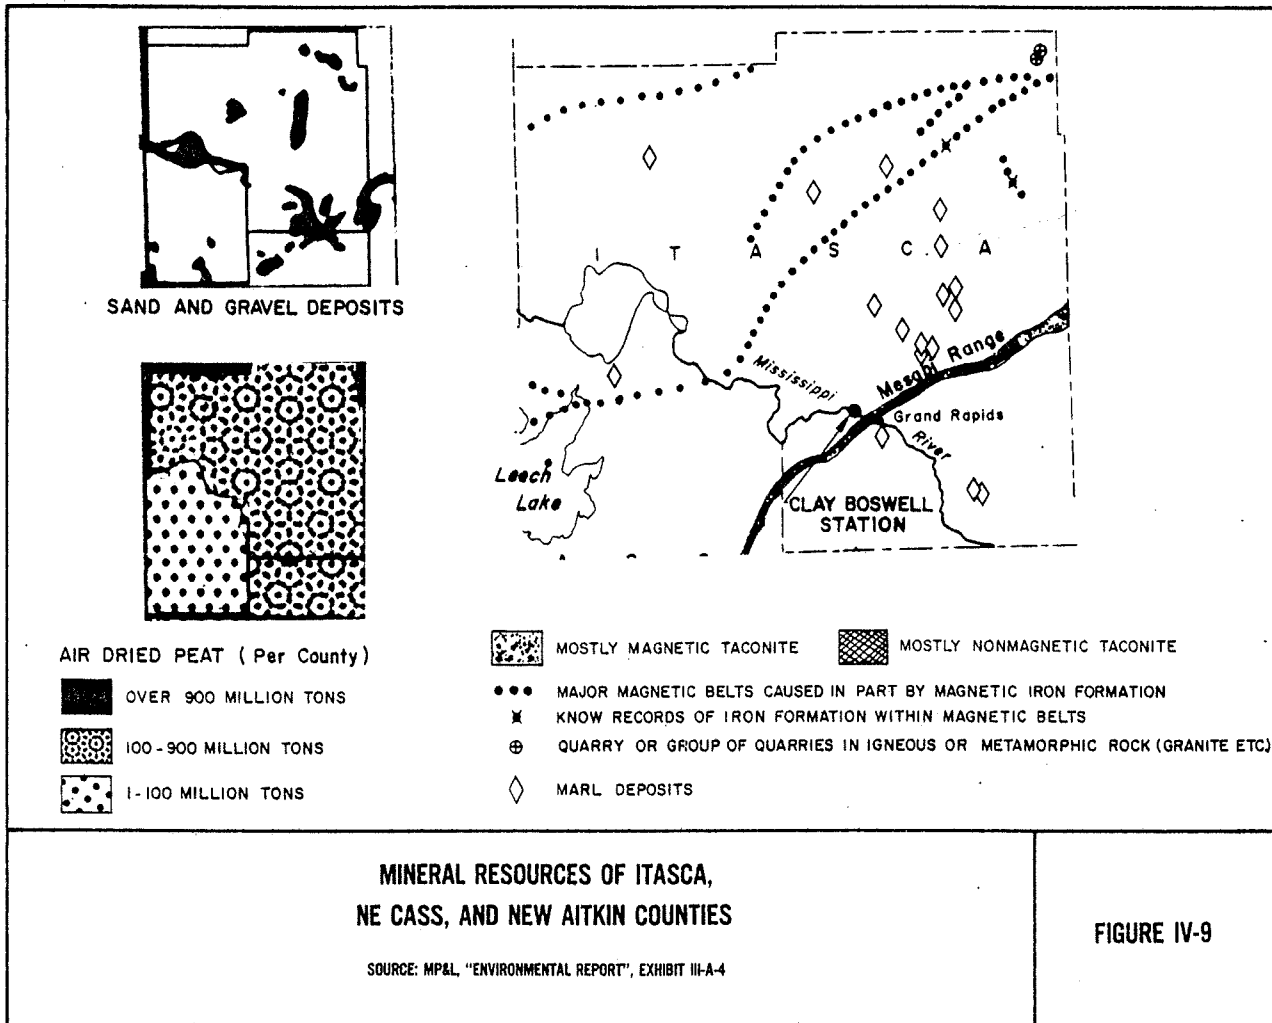 SAND AND GRAVEL DEPOSITS
AIR DRIED PEAT ( Per County )
OVER 900 MILLION TONS
100-900 MILLION TONS
1-100 MILLION TONS
I T A S C A
Mississippi
Mesabi Range
Grand Rapids
River
Leech
Lake
CLAY BOSWELL
STATION
MOSTLY MAGNETIC TACONITE
MOSTLY NONMAGNETIC TACONITE
MAJOR MAGNETIC BELTS CAUSED IN PART BY MAGNETIC IRON FORMATION
KNOW RECORDS OF IRON FORMATION WITHIN MAGNETIC BELTS
QUARRY OR GROUP OF QUARRIES IN IGNEOUS OR METAMORPHIC ROCK (GRANITE ETC)
MARL DEPOSITS
MINERAL RESOURCES OF ITASCA,
NE CASS, AND NEW AITKIN COUNTIES
SOURCE: MP&L, "ENVIRONMENTAL REPORT", EXHIBIT III-A-4
FIGURE IV-9